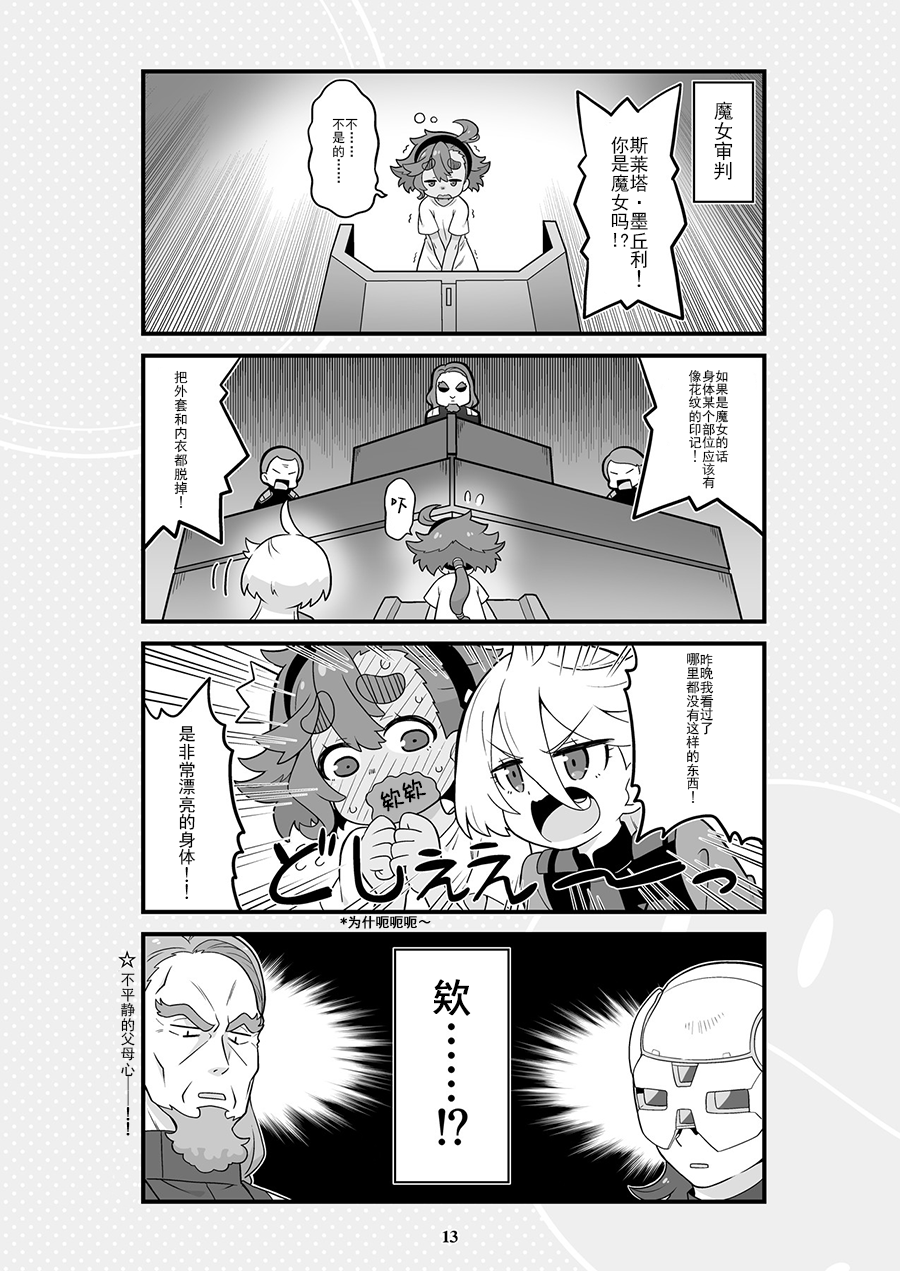 魔女审判
斯莱塔·墨丘利！
你是魔女吗！？
不……
不是的……
如果是魔女的话
身体某个部位应该有
像花纹的印记！
吓
把外套和内衣都脱掉！
昨晚我看过了
哪里都没有这样的东西！
欸欸
是非常漂亮的身体！！
どしえぇーーっ
*为什呃呃呃～
欸……！？
☆不平静的父母心——！！
13